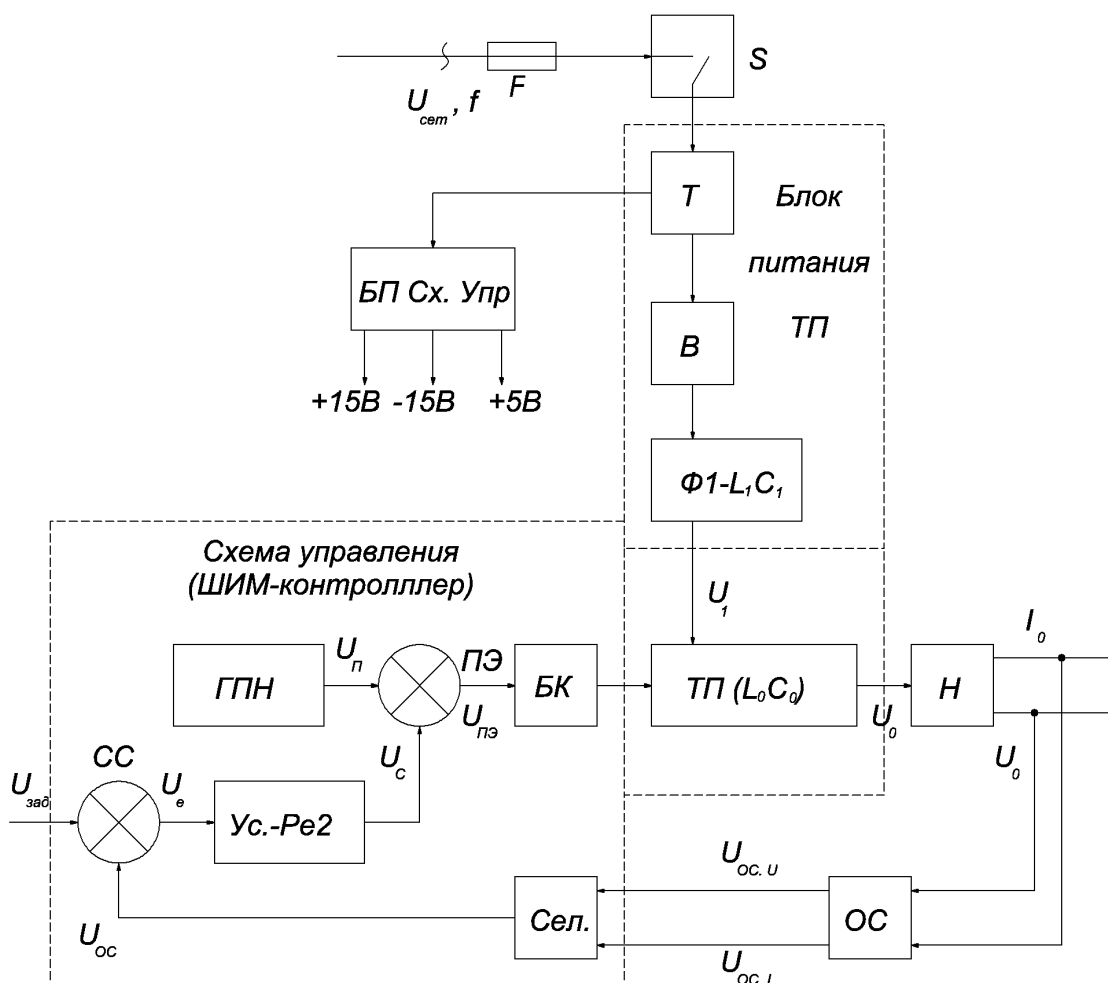 S
F
U сет , f
Т
Блок
питания
ТП
БП Сх. Упр
В
+15В -15В +5В
Ф1-L₁C₁
Схема управления
(ШИМ-контролллер)
U₁
I₀
ГПН
Uп
ПЭ
Uпэ
БК
ТП (L₀C₀)
U₀
Н
U₀
Uс
СС
Uзад
Uе
Ус.-Ре2
Uос. u
Сел.
ОС
Uос
Uос. I